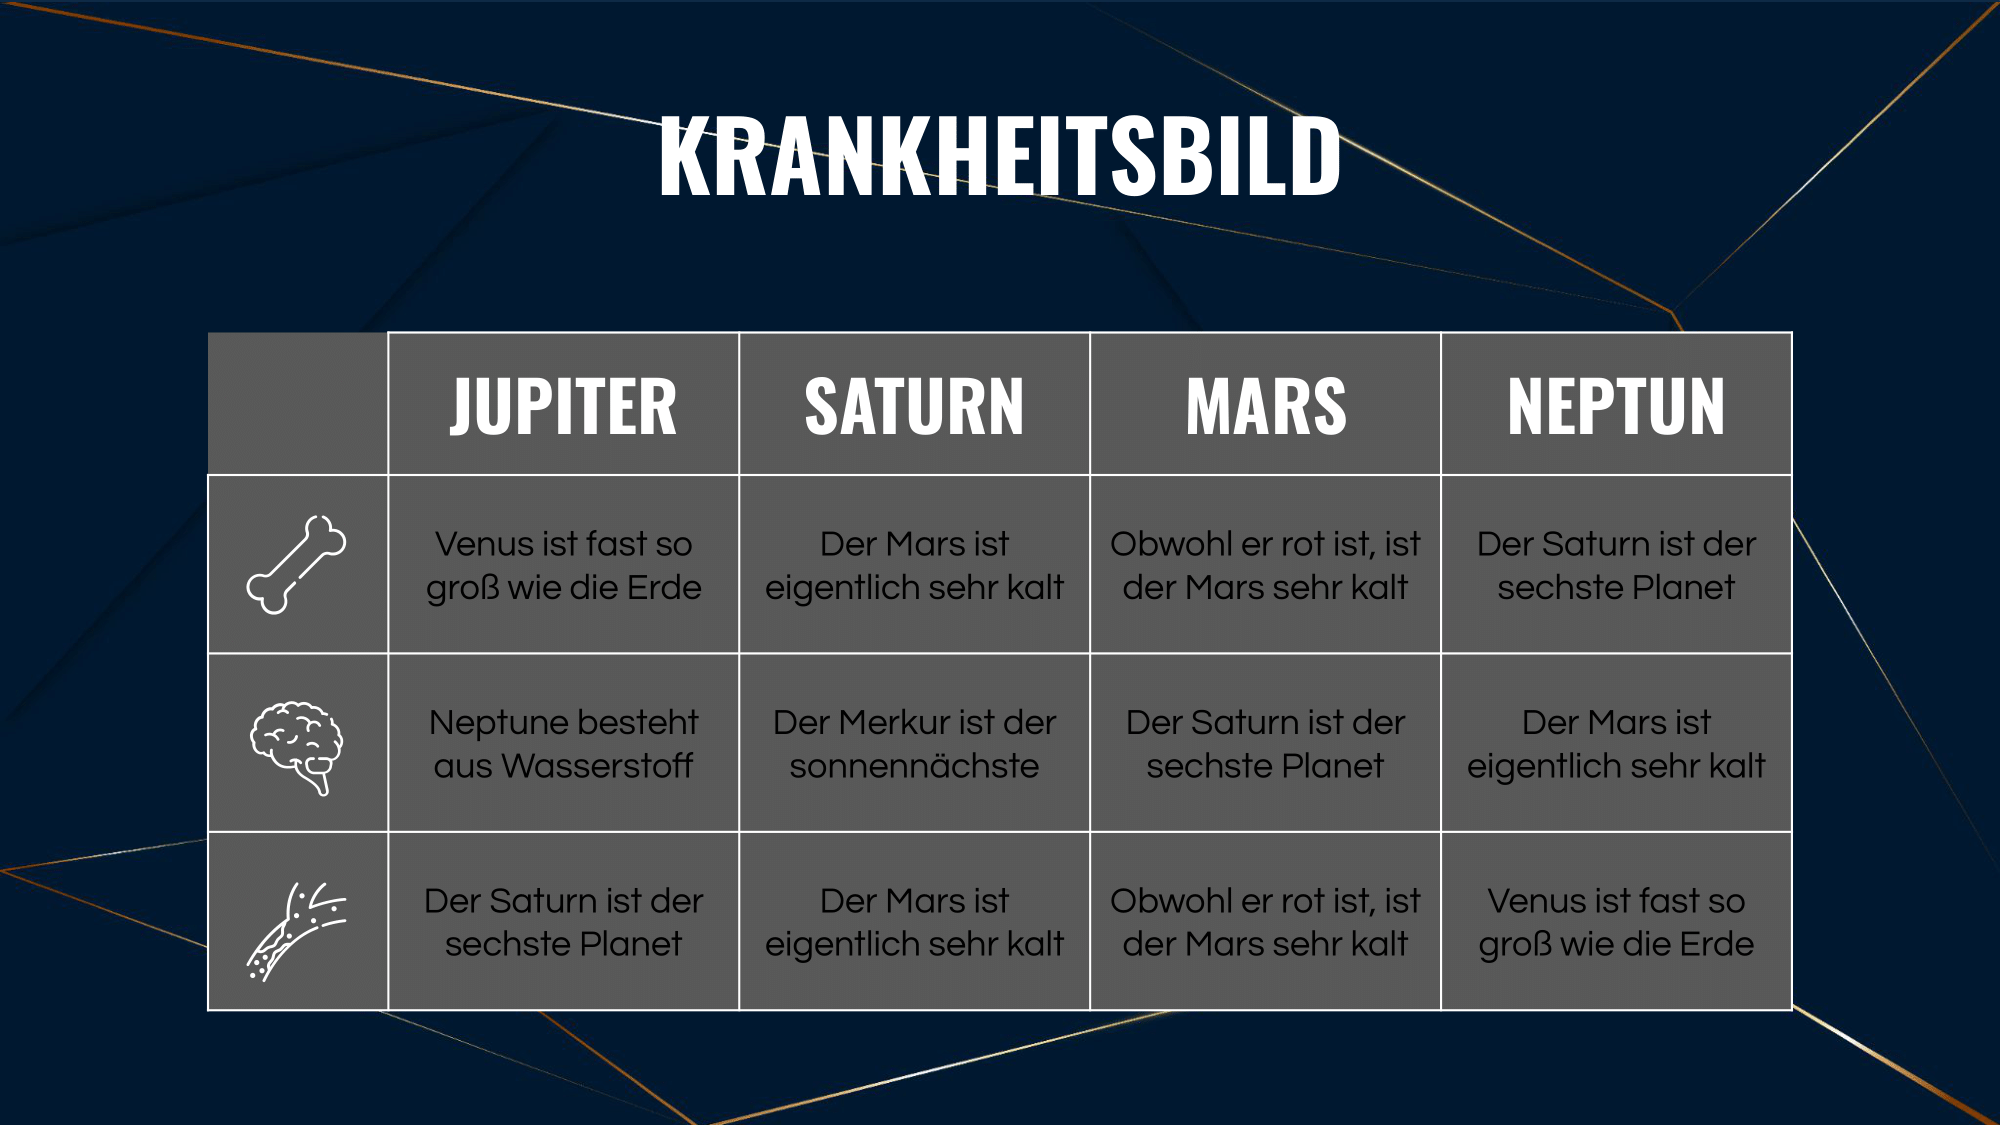 KRANKHEITSBILD
JUPITER SATURN MARS NEPTUN
Venus ist fast so
groß wie die Erde
Der Mars ist
eigentlich sehr kalt
Obwohl er rot ist, ist
der Mars sehr kalt
Der Saturn ist der
sechste Planet
Neptune besteht
aus Wasserstoff
Der Merkur ist der
sonnennächste
Der Saturn ist der
sechste Planet
Der Mars ist
eigentlich sehr kalt
Der Saturn ist der
sechste Planet
Der Mars ist
eigentlich sehr kalt
Obwohl er rot ist, ist
der Mars sehr kalt
Venus ist fast so
groß wie die Erde